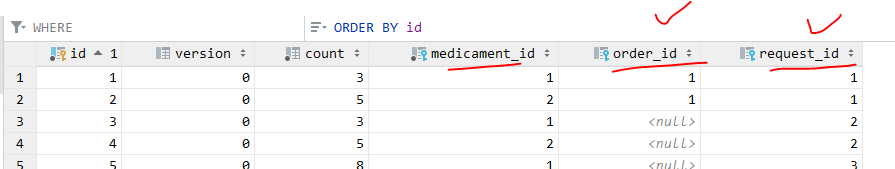 WHERE ORDER BY id
id 1 version count medicament_id order_id request_id
1 1 0 3 1 1 1
2 2 0 5 2 1 1
3 3 0 3 1 <null> 2
4 4 0 5 2 <null> 2
5 5 0 8 1 <null> 3